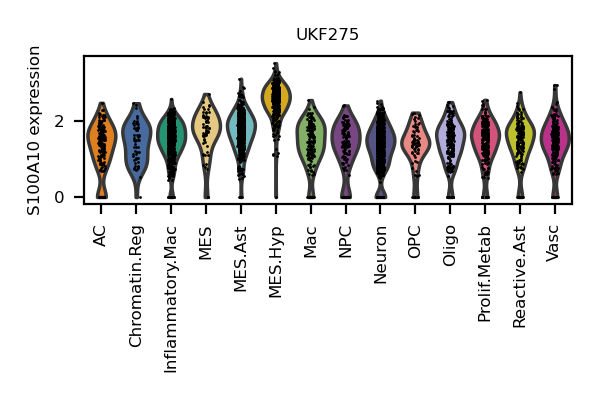 UKF275
S100A10 expression
2
0
AC
Chromatin.Reg
Inflammatory.Mac
MES
MES.Ast
MES.Hyp
Mac
NPC
Neuron
OPC
Oligo
Prolif.Metab
Reactive.Ast
Vasc